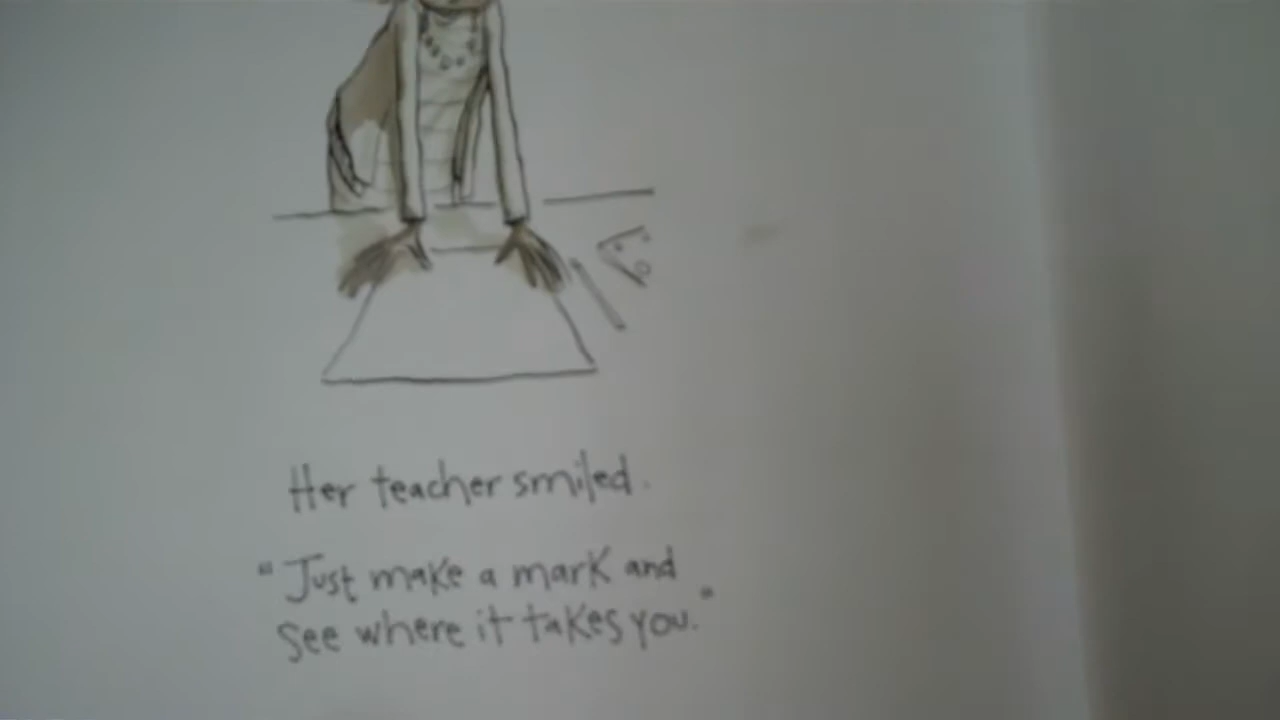 Her teacher smiled.
"Just make a mark and
see where it takes you."